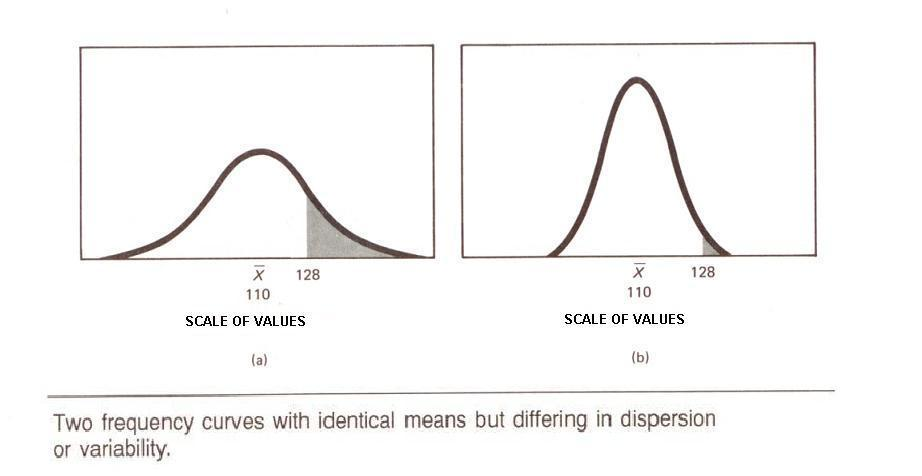 X̅ 128
110
SCALE OF VALUES
(a)
X̅ 128
110
SCALE OF VALUES
(b)
Two frequency curves with identical means but differing in dispersion
or variability.